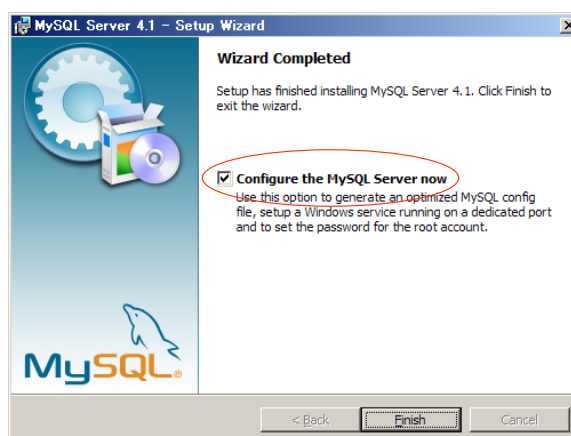 MySQL Server 4.1 - Setup Wizard
Wizard Completed
Setup has finished installing MySQL Server 4.1. Click Finish to
exit the wizard.
Configure the MySQL Server now
Use this option to generate an optimized MySQL config
file, setup a Windows service running on a dedicated port
and to set the password for the root account.
MySQL®
< Back Finish Cancel